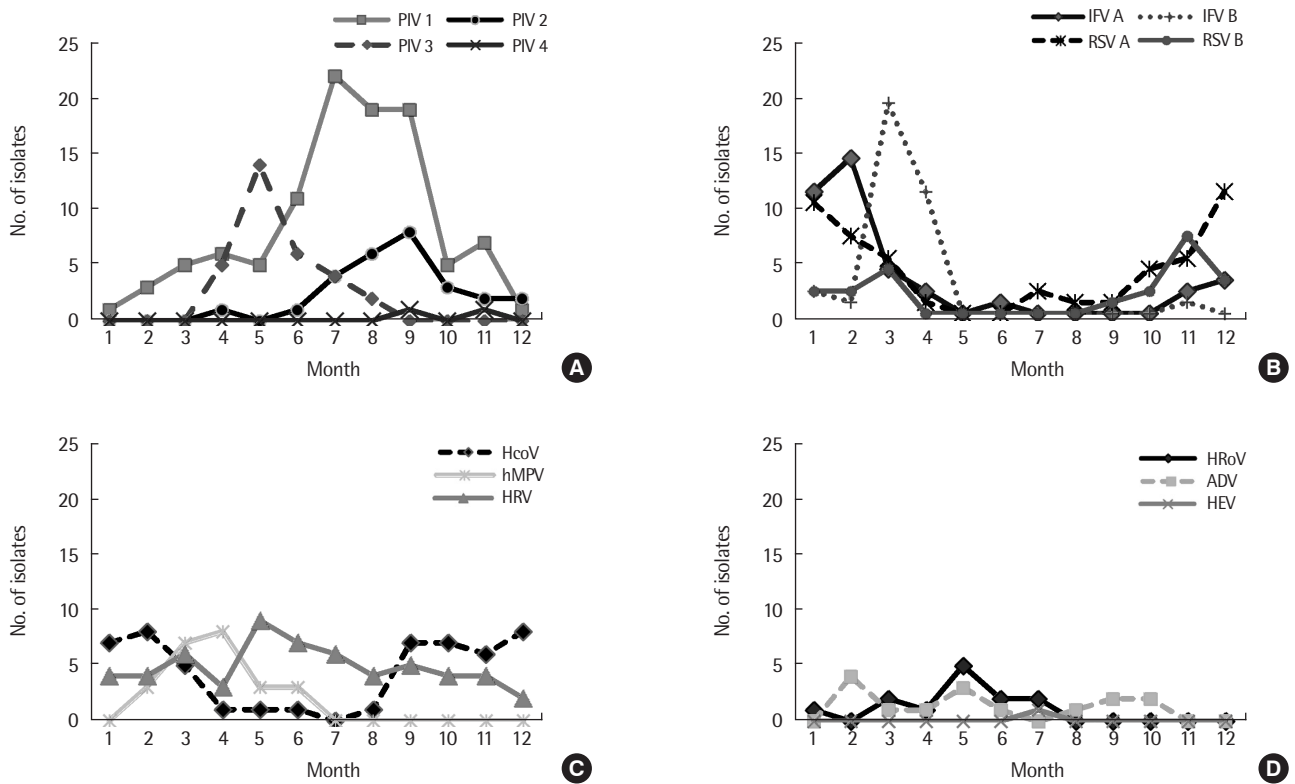 PIV 1 PIV 2
PIV 3 PIV 4
25
20
15
10
5
0
No. of isolates
1 2 3 4 5 6 7 8 9 10 11 12
Month
A
IFV A IFV B
RSV A RSV B
25
20
15
10
5
0
No. of isolates
1 2 3 4 5 6 7 8 9 10 11 12
Month
B
HcoV
hMPV
HRV
25
20
15
10
5
0
No. of isolates
1 2 3 4 5 6 7 8 9 10 11 12
Month
C
HRoV
ADV
HEV
25
20
15
10
5
0
No. of isolates
1 2 3 4 5 6 7 8 9 10 11 12
Month
D